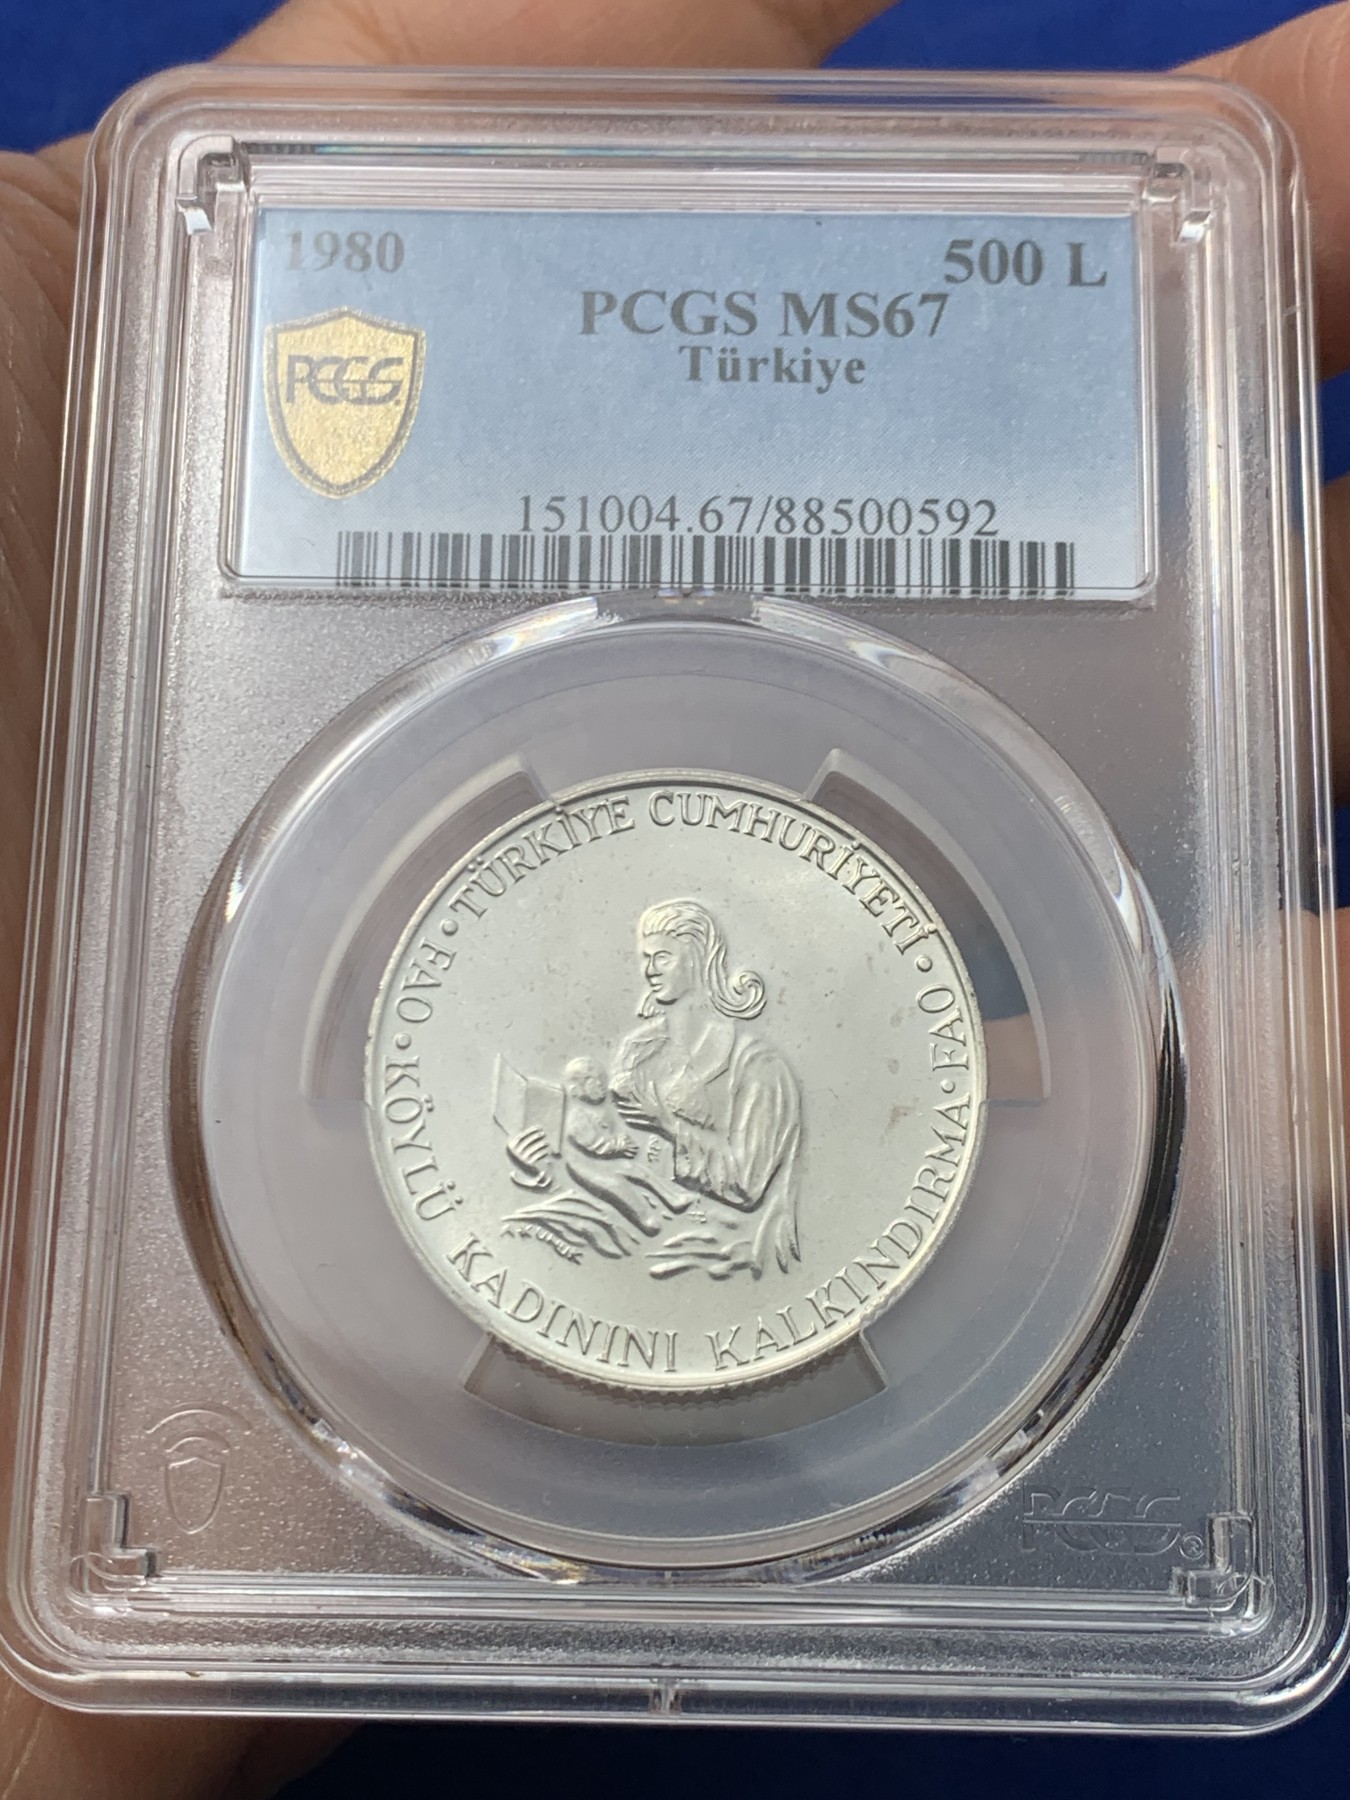 1980
500 L
PCGS MS67
Türkiye
PCGS
151004.67/88500592
• TÜRKİYE CUMHURİYETİ •
FAO • KÖYLÜ KADININI KALKINDIRMA • FAO
PCGS